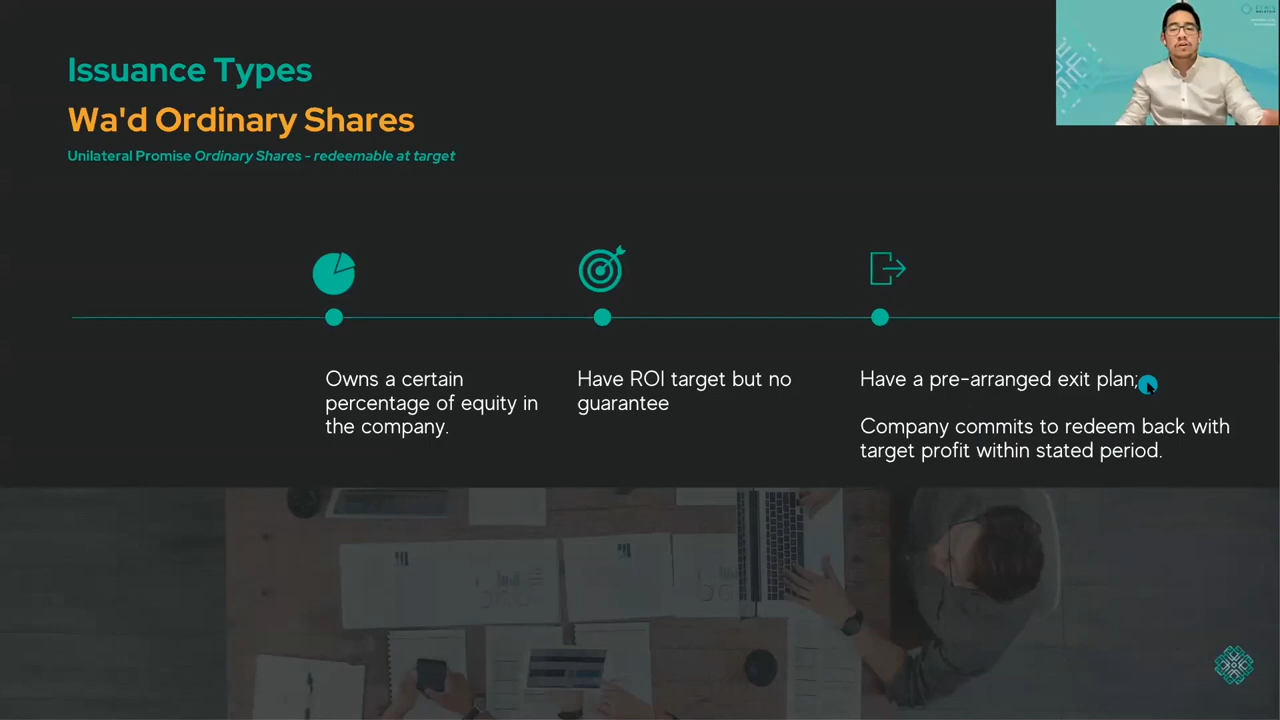 Issuance Types
Wa'd Ordinary Shares
Unilateral Promise Ordinary Shares - redeemable at target
Owns a certain
percentage of equity in
the company.
Have ROI target but no
guarantee
Have a pre-arranged exit plan;
Company commits to redeem back with
target profit within stated period.